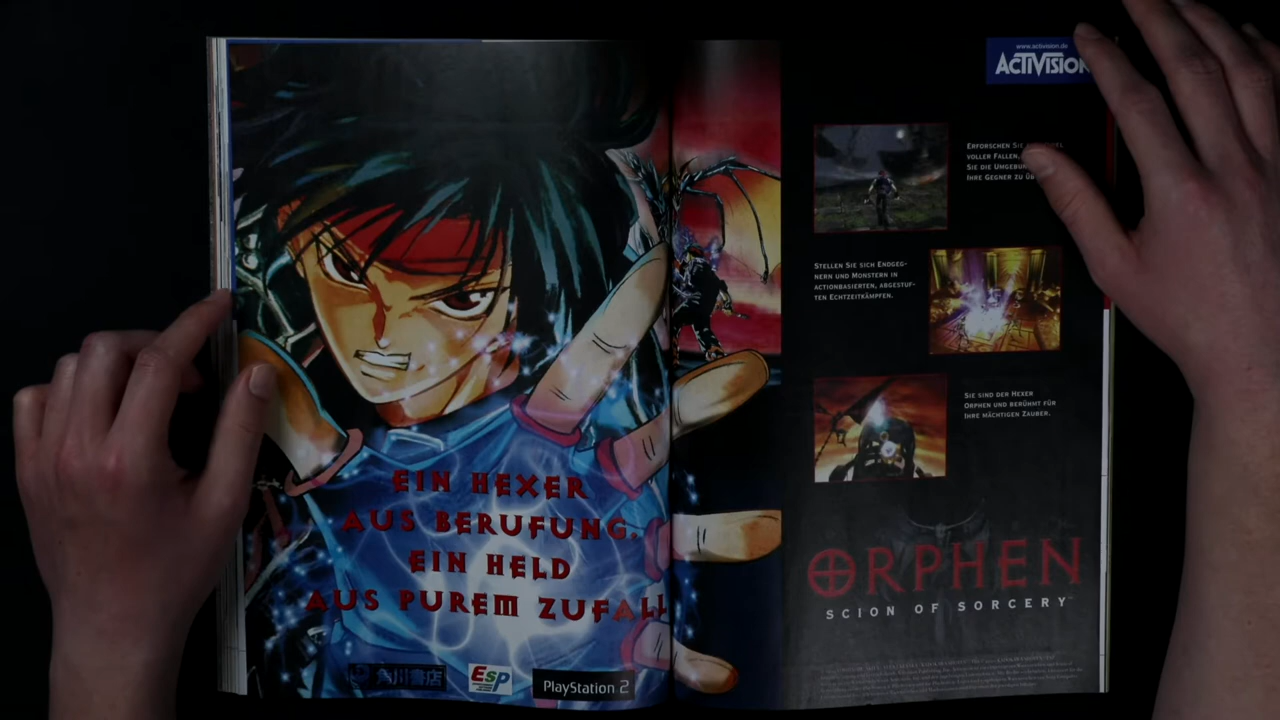 www.activision.de
ACTIVISION
ERFORSCHEN SIE
VOLLER FALLEN,
SIE DIE UMGEBUN
IHRE GEGNER ZU ÜB
STELLEN SIE SICH ENDGEG-
NERN UND MONSTERN IN
ACTIONBASIERTEN, ABGESTUF-
TEN ECHTZEITKÄMPFEN.
SIE SIND DER HEXER
ORPHEN UND BERÜHMT FÜR
IHRE MÄCHTIGEN ZAUBER.
EIN HEXER
AUS BERUFUNG.
EIN HELD
AUS PUREM ZUFALL
ORPHEN
SCION OF SORCERY™
角川書店
Esp
PlayStation 2